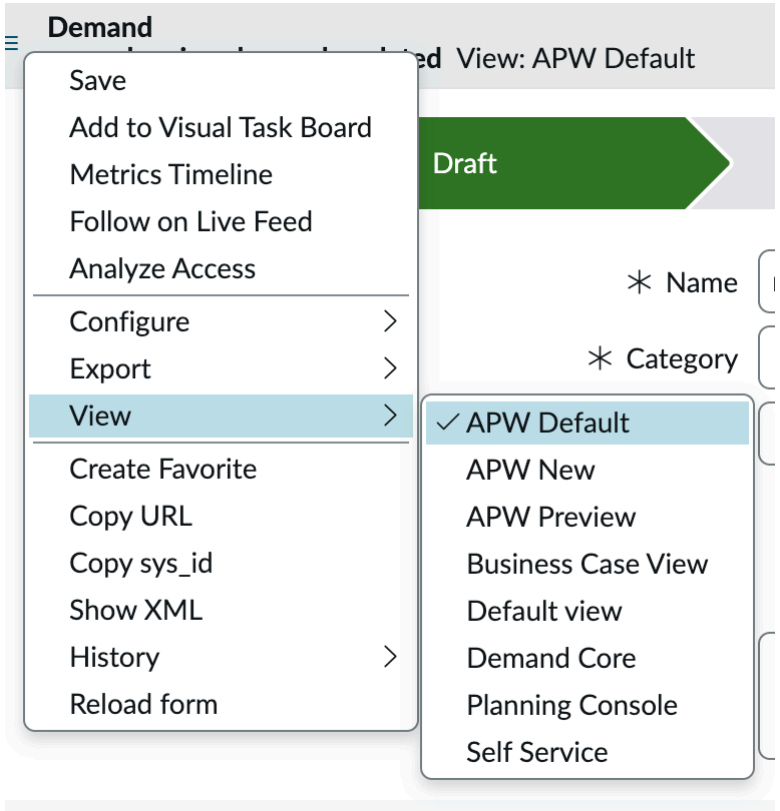 Demand
View: APW Default
Save
Add to Visual Task Board
Metrics Timeline
Follow on Live Feed
Analyze Access
Configure
Export
View
Create Favorite
Copy URL
Copy sys_id
Show XML
History
Reload form
Draft
* Name
* Category
APW Default
APW New
APW Preview
Business Case View
Default view
Demand Core
Planning Console
Self Service